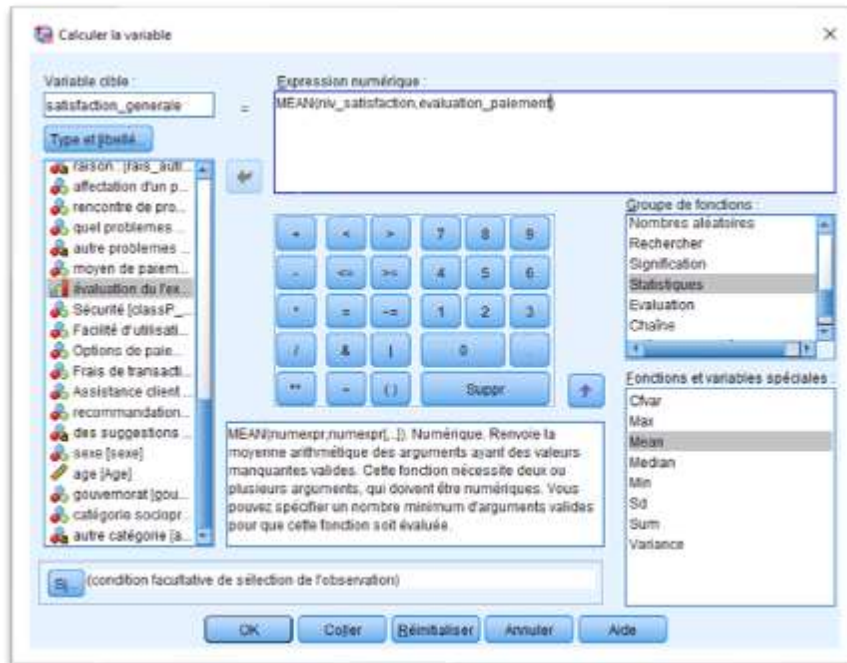 Calculer la variable
Variable cible :
satisfaction_generale
=
Expression numérique :
MEAN(niv_satisfaction,evaluation_paiement)
Type et libellé...
raison : [rais_autr...
affectation d'un p...
rencontre de pro...
quel problemes ...
autre problemes ...
moyen de paiem...
évaluation du l'ex...
Sécurité [classP_...
Facilité d'utilisati...
Options de paie...
Frais de transacti...
Assistance client ...
recommandation...
des suggestions ...
sexe [sexe]
age [Age]
gouvernorat [gou...
catégorie sociopr...
autre catégorie [a...
+ < > 7 8 9
- <= >= 4 5 6
* = ~= 1 2 3
/ & | 0 .
** ~ ( ) Suppr
Groupe de fonctions :
Nombres aléatoires
Rechercher
Signification
Statistiques
Evaluation
Chaîne
Fonctions et variables spéciales :
Cfvar
Max
Mean
Median
Min
Sd
Sum
Variance
MEAN(numexpr,numexpr[,..]). Numérique. Renvoie la
moyenne arithmétique des arguments ayant des valeurs
manquantes valides. Cette fonction nécessite deux ou
plusieurs arguments, qui doivent être numériques. Vous
pouvez spécifier un nombre minimum d'arguments valides
pour que cette fonction soit évaluée.
Si... (condition facultative de sélection de l'observation)
OK Coller Réinitialiser Annuler Aide